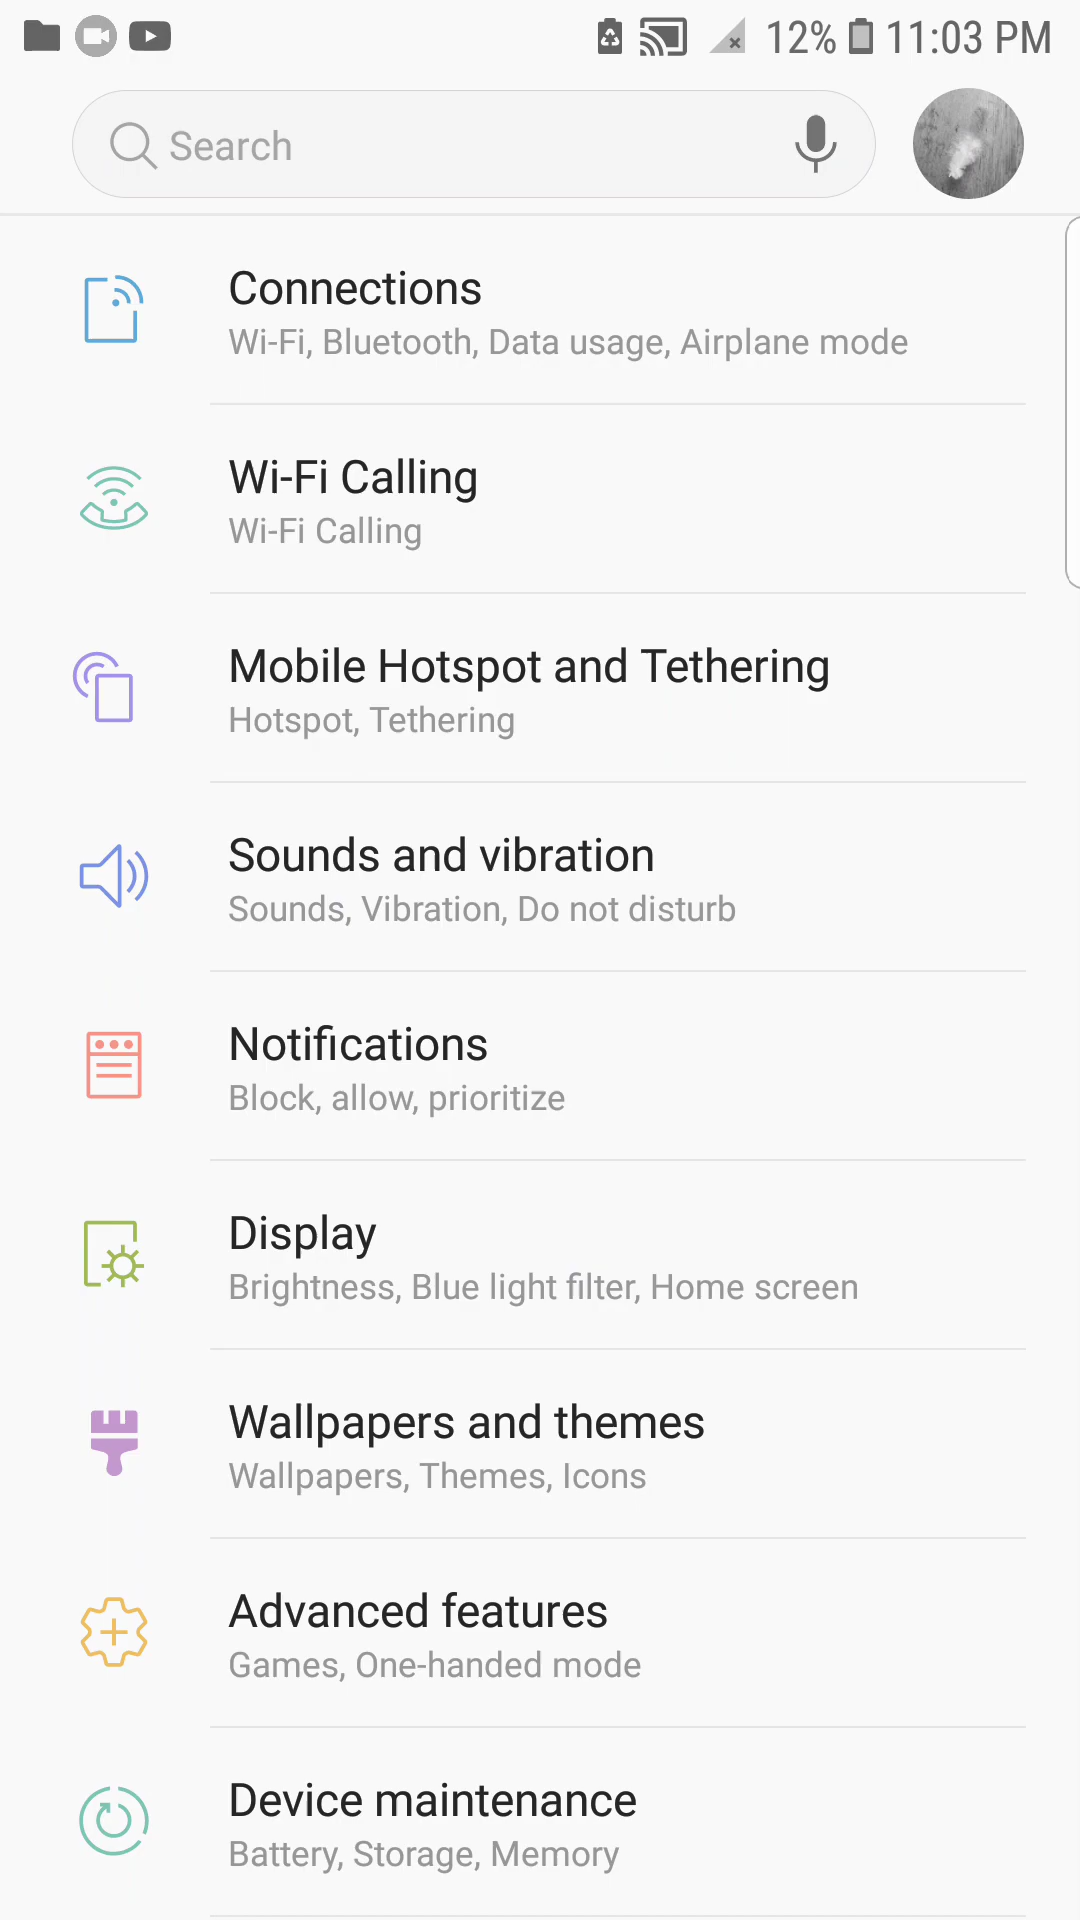 12% 11:03 PM
Search
Connections
Wi-Fi, Bluetooth, Data usage, Airplane mode
Wi-Fi Calling
Wi-Fi Calling
Mobile Hotspot and Tethering
Hotspot, Tethering
Sounds and vibration
Sounds, Vibration, Do not disturb
Notifications
Block, allow, prioritize
Display
Brightness, Blue light filter, Home screen
Wallpapers and themes
Wallpapers, Themes, Icons
Advanced features
Games, One-handed mode
Device maintenance
Battery, Storage, Memory